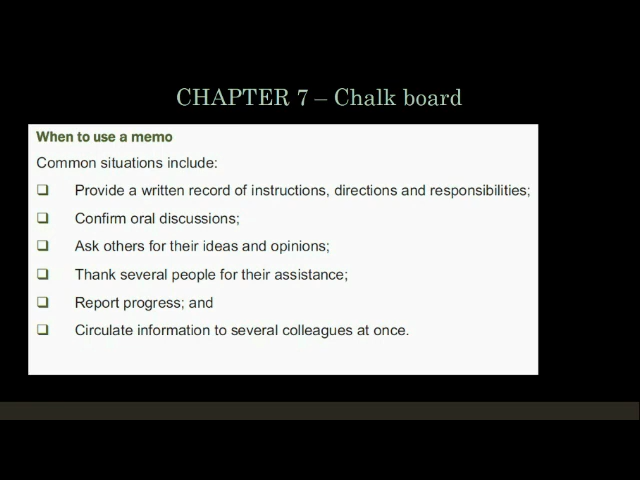 CHAPTER 7 – Chalk board
When to use a memo
Common situations include:
❑ Provide a written record of instructions, directions and responsibilities;
❑ Confirm oral discussions;
❑ Ask others for their ideas and opinions;
❑ Thank several people for their assistance;
❑ Report progress; and
❑ Circulate information to several colleagues at once.